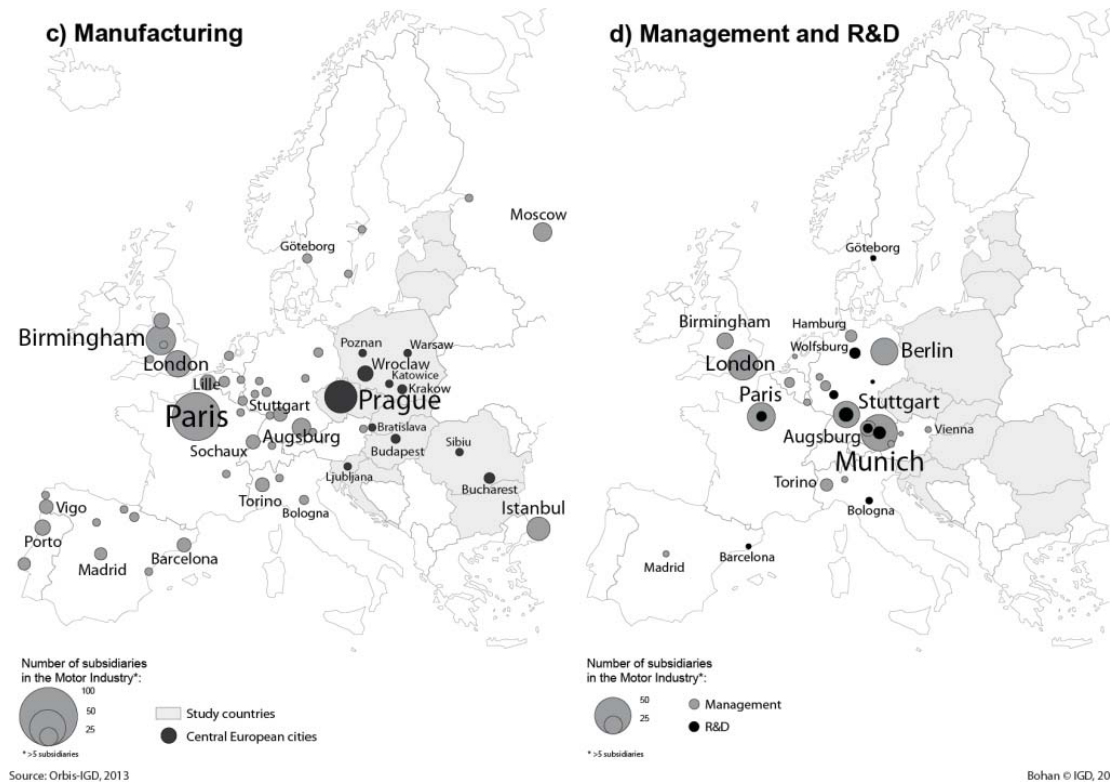 c) Manufacturing
Moscow
Göteborg
Birmingham
London
Lille
Paris
Stuttgart
Augsburg
Sochaux
Poznan
Warsaw
Wroclaw
Katowice
Krakow
Prague
Bratislava
Budapest
Sibiu
Ljubljana
Bucharest
Istanbul
Torino
Bologna
Vigo
Porto
Madrid
Barcelona
Number of subsidiaries
in the Motor Industry*:
100
50
25
* >5 subsidiaries
Study countries
Central European cities
Source: Orbis-IGD, 2013
d) Management and R&D
Göteborg
Birmingham
London
Hamburg
Wolfsburg
Berlin
Paris
Stuttgart
Augsburg
Munich
Vienna
Torino
Bologna
Madrid
Barcelona
Number of subsidiaries
in the Motor Industry*:
50
25
Management
R&D
* >5 subsidiaries
Bohan © IGD, 20